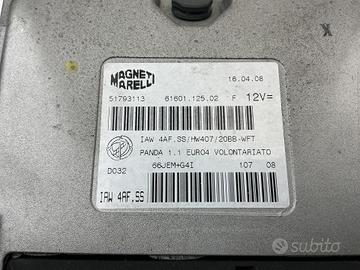 MAGNETI
MARELLI
16.04.08
51793113
61601.125.02
F
12V=
IAW 4AF.SS/HW407/20BB-WFT
PANDA 1.1 EURO4 VOLONTARIATO
D032
66JEM+G4I
107
08
IAW 4AF.SS
X
subito